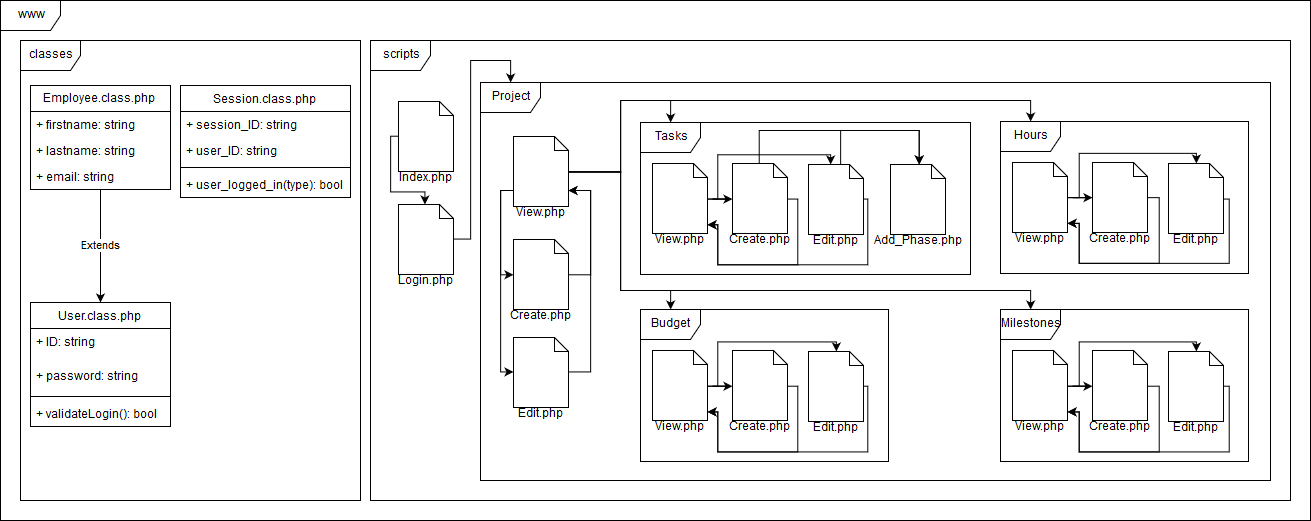 www
classes
Employee.class.php
+ firstname: string
+ lastname: string
+ email: string
Session.class.php
+ session_ID: string
+ user_ID: string
+ user_logged_in(type): bool
Extends
User.class.php
+ ID: string
+ password: string
+ validateLogin(): bool
scripts
Index.php
Login.php
Project
View.php
Create.php
Edit.php
Tasks
View.php
Create.php
Edit.php
Add_Phase.php
Hours
View.php
Create.php
Edit.php
Budget
View.php
Create.php
Edit.php
Milestones
View.php
Create.php
Edit.php